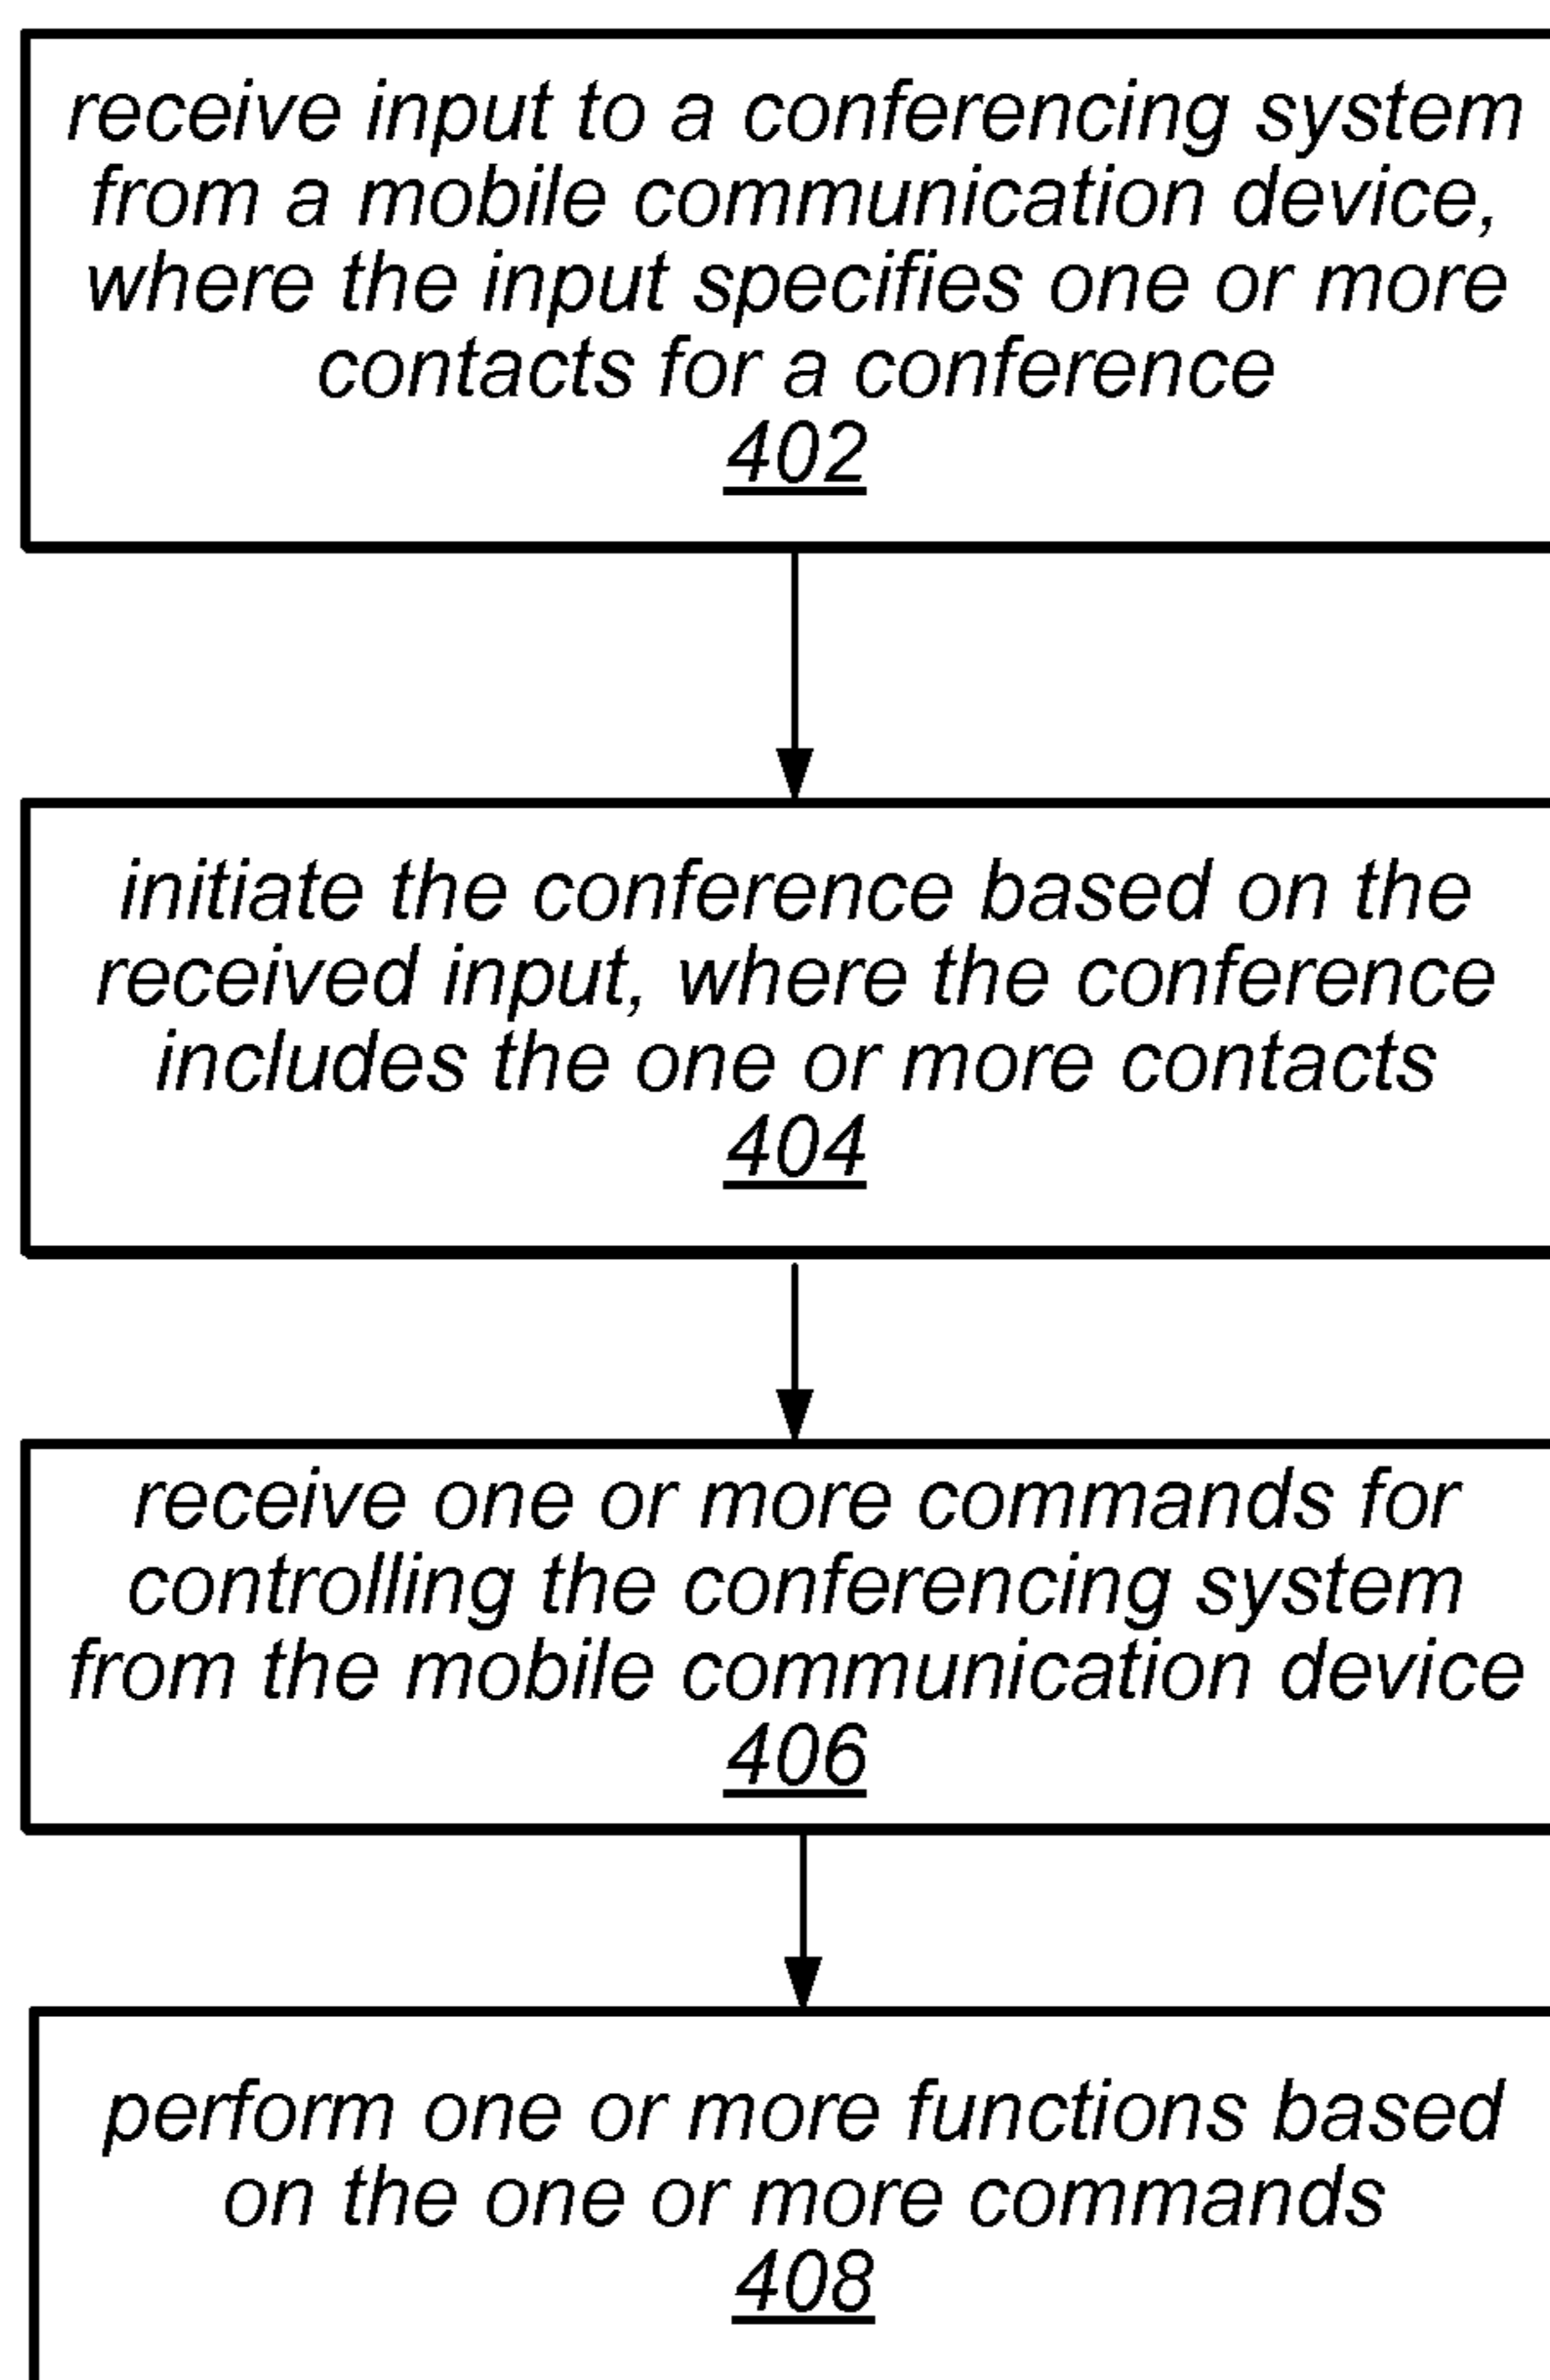 receive input to a conferencing system
from a mobile communication device,
where the input specifies one or more
contacts for a conference
402
initiate the conference based on the
received input, where the conference
includes the one or more contacts
404
receive one or more commands for
controlling the conferencing system
from the mobile communication device
406
perform one or more functions based
on the one or more commands
408